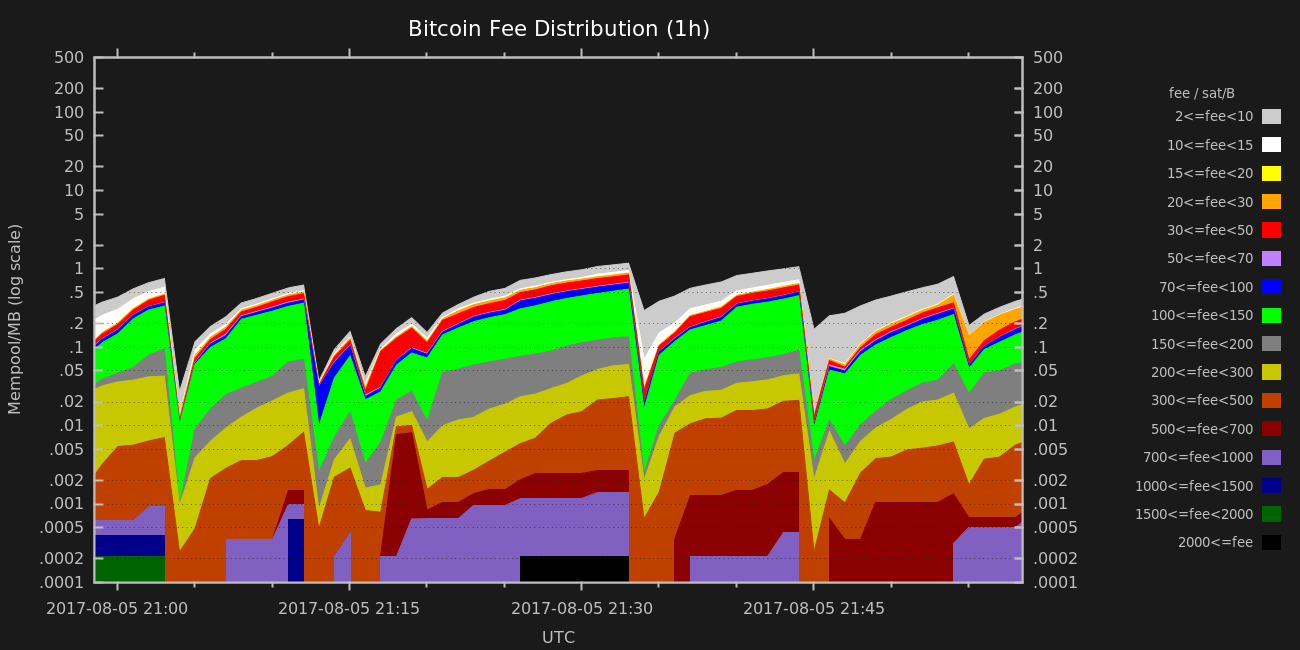 Bitcoin Fee Distribution (1h)
Mempool/MB (log scale)
500
200
100
50
20
10
5
2
1
.5
.2
.1
.05
.02
.01
.005
.002
.001
.0005
.0002
.0001
500
200
100
50
20
10
5
2
1
.5
.2
.1
.05
.02
.01
.005
.002
.001
.0005
.0002
.0001
2017-08-05 21:00
2017-08-05 21:15
2017-08-05 21:30
2017-08-05 21:45
UTC
fee / sat/B
2<=fee<10
10<=fee<15
15<=fee<20
20<=fee<30
30<=fee<50
50<=fee<70
70<=fee<100
100<=fee<150
150<=fee<200
200<=fee<300
300<=fee<500
500<=fee<700
700<=fee<1000
1000<=fee<1500
1500<=fee<2000
2000<=fee